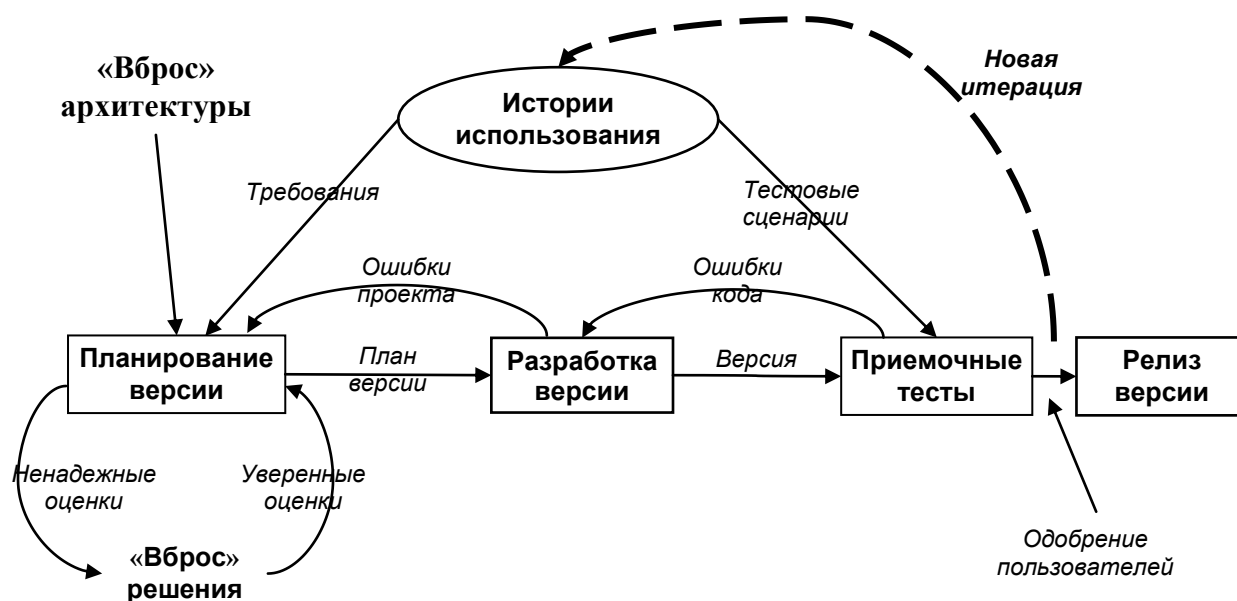 Новая
итерация
«Вброс»
архитектуры
Истории
использования
Требования
Тестовые
сценарии
Ошибки
проекта
Ошибки
кода
Планирование
версии
План
версии
Разработка
версии
Версия
Приемочные
тесты
Релиз
версии
Ненадежные
оценки
Уверенные
оценки
«Вброс»
решения
Одобрение
пользователей